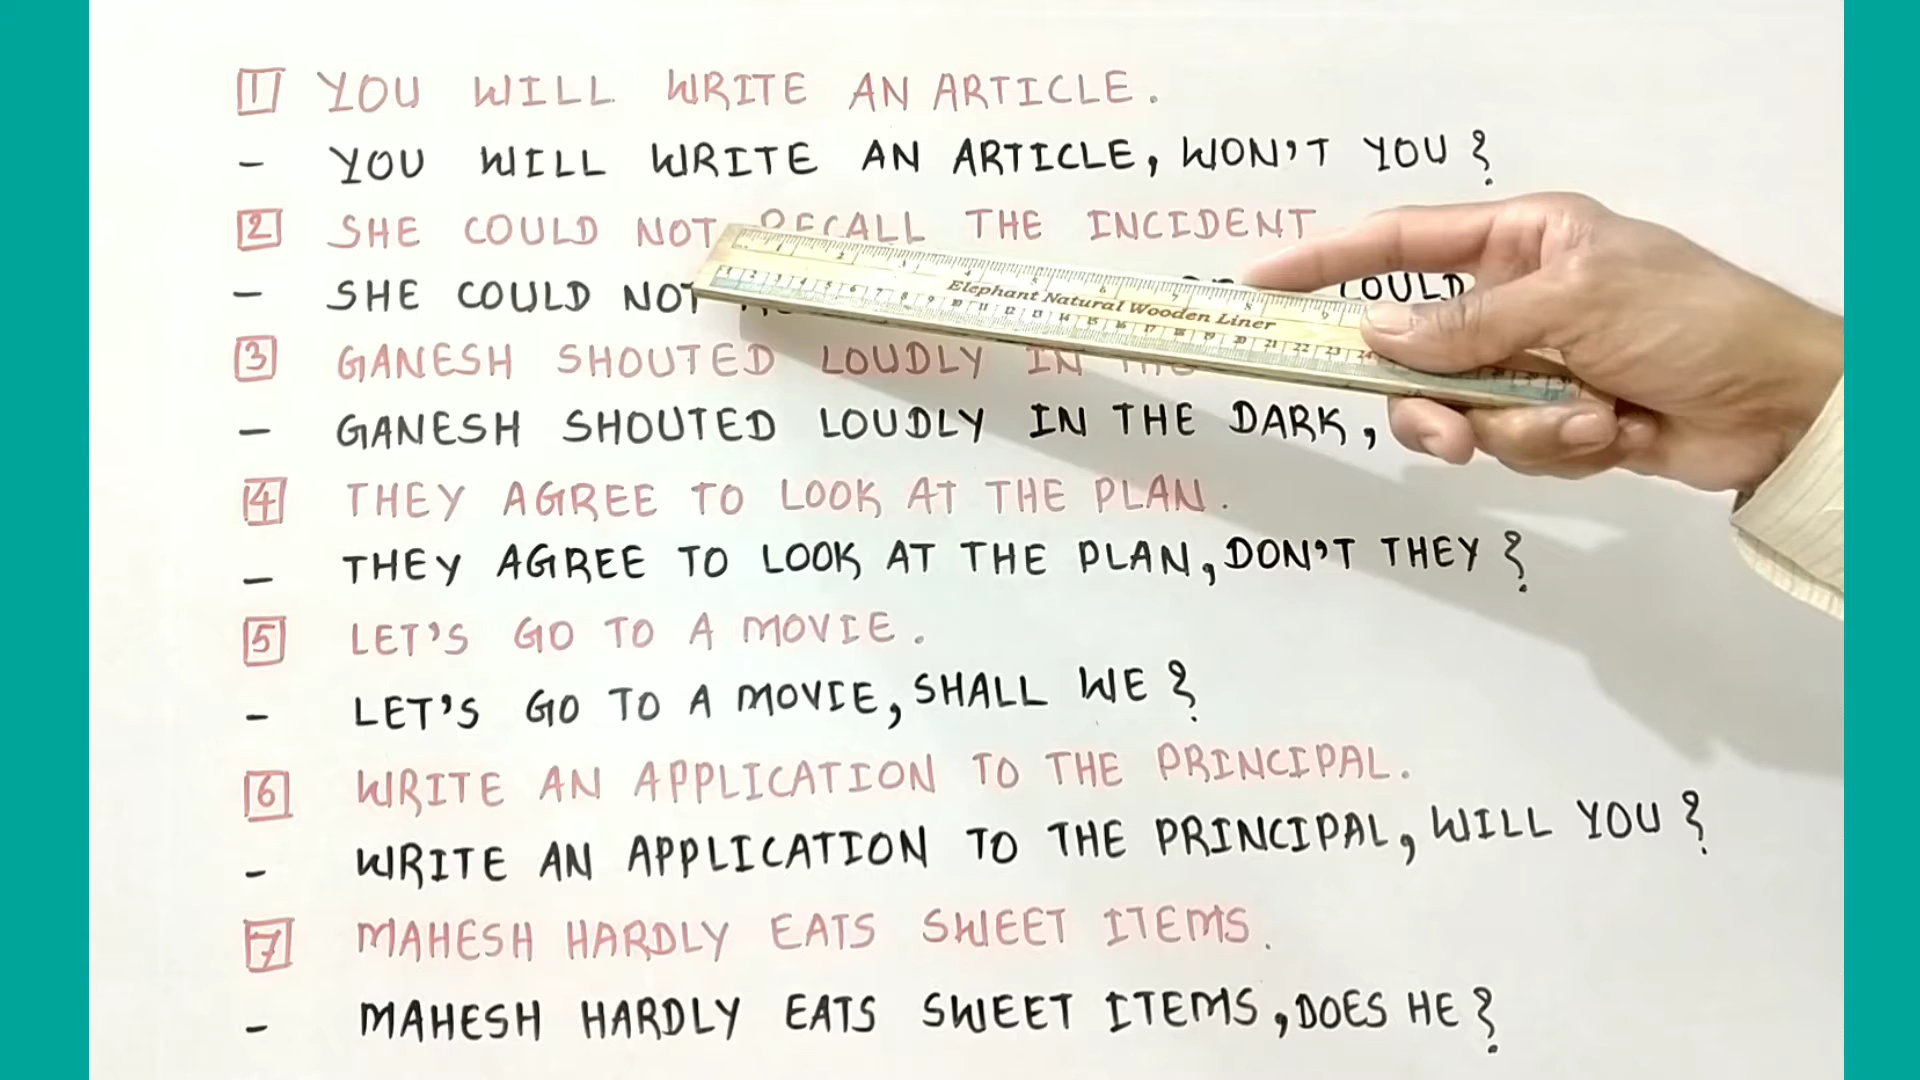 1 YOU WILL WRITE AN ARTICLE.
- YOU WILL WRITE AN ARTICLE, WON'T YOU?
2 SHE COULD NOT RECALL THE INCIDENT
- SHE COULD NOT COULD
Elephant Natural Wooden Liner
3 GANESH SHOUTED LOUDLY IN
- GANESH SHOUTED LOUDLY IN THE DARK,
4 THEY AGREE TO LOOK AT THE PLAN.
- THEY AGREE TO LOOK AT THE PLAN, DON'T THEY?
5 LET'S GO TO A MOVIE.
- LET'S GO TO A MOVIE, SHALL WE?
6 WRITE AN APPLICATION TO THE PRINCIPAL.
- WRITE AN APPLICATION TO THE PRINCIPAL, WILL YOU?
7 MAHESH HARDLY EATS SWEET ITEMS.
- MAHESH HARDLY EATS SWEET ITEMS, DOES HE?